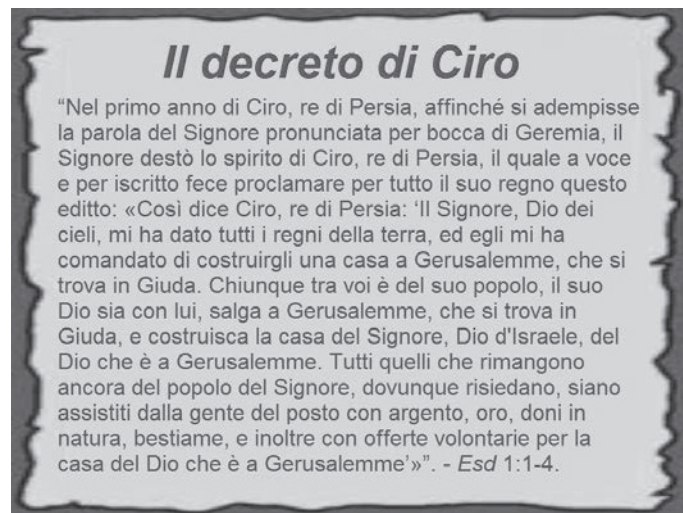 Il decreto di Ciro
“Nel primo anno di Ciro, re di Persia, affinché si adempisse
la parola del Signore pronunciata per bocca di Geremia, il
Signore destò lo spirito di Ciro, re di Persia, il quale a voce
e per iscritto fece proclamare per tutto il suo regno questo
editto: «Così dice Ciro, re di Persia: ‘Il Signore, Dio dei
cieli, mi ha dato tutti i regni della terra, ed egli mi ha
comandato di costruirgli una casa a Gerusalemme, che si
trova in Giuda. Chiunque tra voi è del suo popolo, il suo
Dio sia con lui, salga a Gerusalemme, che si trova in
Giuda, e costruisca la casa del Signore, Dio d'Israele, del
Dio che è a Gerusalemme. Tutti quelli che rimangono
ancora del popolo del Signore, dovunque risiedano, siano
assistiti dalla gente del posto con argento, oro, doni in
natura, bestiame, e inoltre con offerte volontarie per la
casa del Dio che è a Gerusalemme’»”. - Esd 1:1-4.